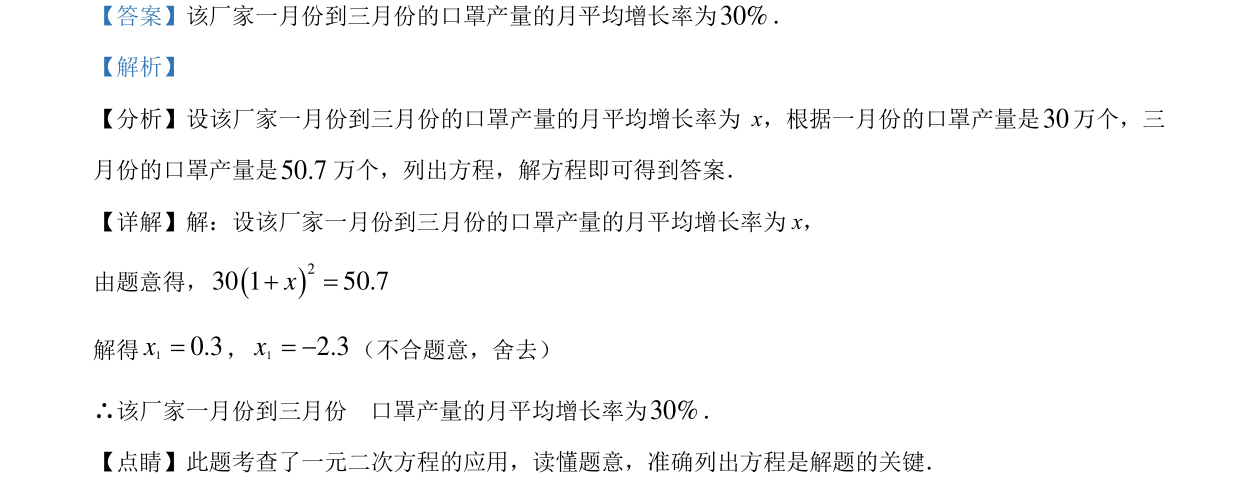 【答案】该厂家一月份到三月份的口罩产量的月平均增长率为30%．
【解析】
【分析】设该厂家一月份到三月份的口罩产量的月平均增长率为 x，根据一月份的口罩产量是30万个，三
月份的口罩产量是50.7 万个，列出方程，解方程即可得到答案．
【详解】解：设该厂家一月份到三月份的口罩产量的月平均增长率为 x，
由题意得，30(1+x)²=50.7
解得x₁=0.3，x₁=−2.3（不合题意，舍去）
∴该厂家一月份到三月份 口罩产量的月平均增长率为30%．
【点睛】此题考查了一元二次方程的应用，读懂题意，准确列出方程是解题的关键．